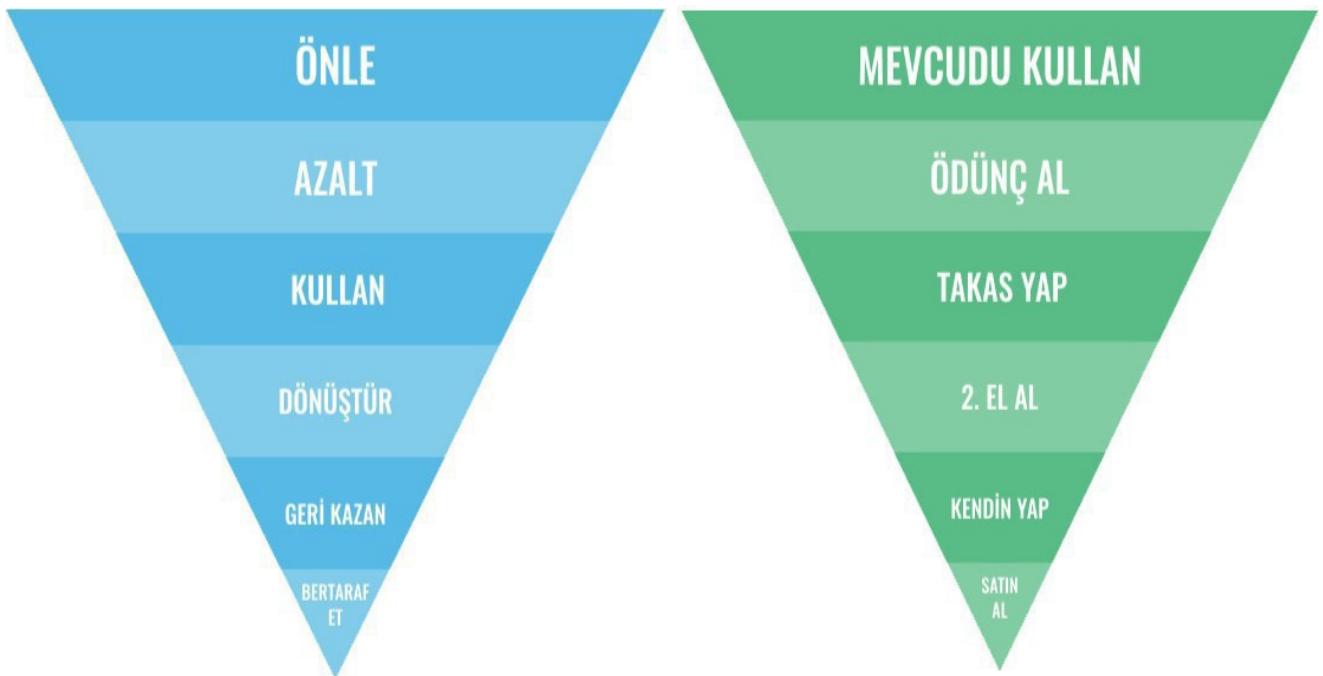 ÖNLE
AZALT
KULLAN
DÖNÜŞTÜR
GERİ KAZAN
BERTARAF
ET
MEVCUDU KULLAN
ÖDÜNÇ AL
TAKAS YAP
2. EL AL
KENDİN YAP
SATIN
AL